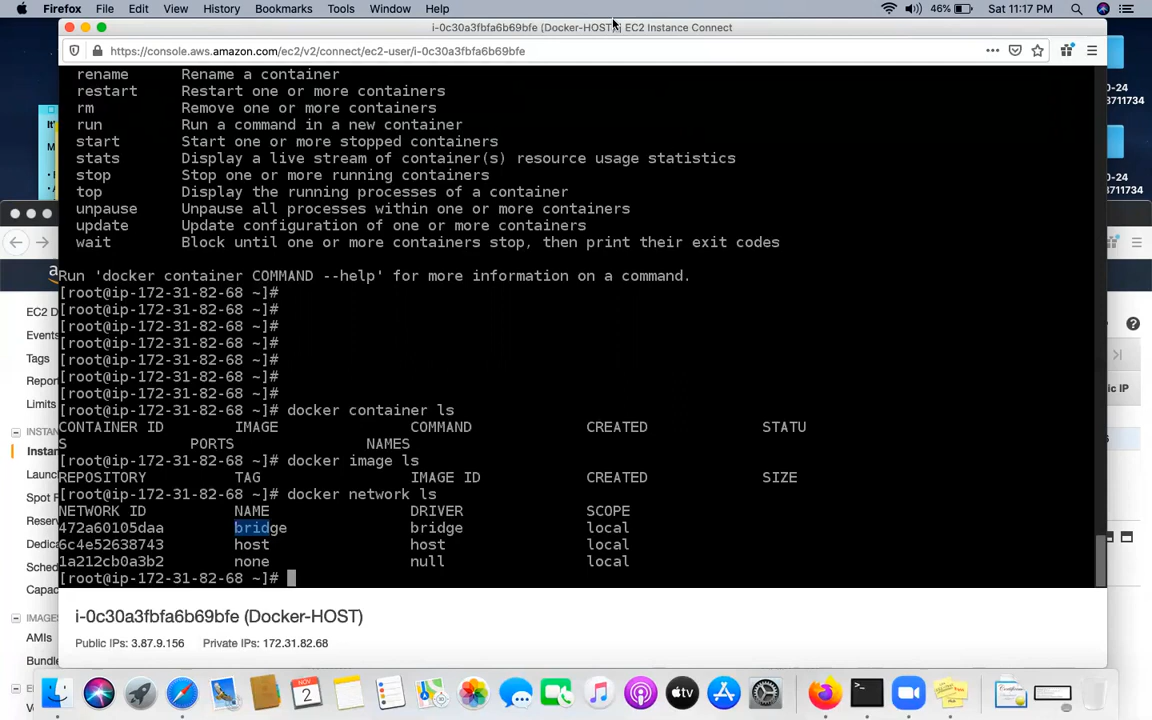 Firefox File Edit View History Bookmarks Tools Window Help 46% Sat 11:17 PM
i-0c30a3fbfa6b69bfe (Docker-HOST) | EC2 Instance Connect
https://console.aws.amazon.com/ec2/v2/connect/ec2-user/i-0c30a3fbfa6b69bfe
rename Rename a container
restart Restart one or more containers
rm Remove one or more containers
run Run a command in a new container
start Start one or more stopped containers
stats Display a live stream of container(s) resource usage statistics
stop Stop one or more running containers
top Display the running processes of a container
unpause Unpause all processes within one or more containers
update Update configuration of one or more containers
wait Block until one or more containers stop, then print their exit codes
Run 'docker container COMMAND --help' for more information on a command.
[root@ip-172-31-82-68 ~]#
[root@ip-172-31-82-68 ~]#
[root@ip-172-31-82-68 ~]#
[root@ip-172-31-82-68 ~]#
[root@ip-172-31-82-68 ~]#
[root@ip-172-31-82-68 ~]#
[root@ip-172-31-82-68 ~]#
[root@ip-172-31-82-68 ~]# docker container ls
CONTAINER ID IMAGE COMMAND CREATED STATU
S PORTS NAMES
[root@ip-172-31-82-68 ~]# docker image ls
REPOSITORY TAG IMAGE ID CREATED SIZE
[root@ip-172-31-82-68 ~]# docker network ls
NETWORK ID NAME DRIVER SCOPE
472a60105daa bridge bridge local
6c4e52638743 host host local
1a212cb0a3b2 none null local
[root@ip-172-31-82-68 ~]#
i-0c30a3fbfa6b69bfe (Docker-HOST)
Public IPs: 3.87.9.156 Private IPs: 172.31.82.68
EC2 D
Events
Tags
Repor
Limits
INSTAN
Instan
Launc
Spot F
Reser
Dedic
Sched
Capac
IMAGE
AMIs
Bundl
E
0-24
8711734
0-24
8711734
ic IP
NOV
2
tv